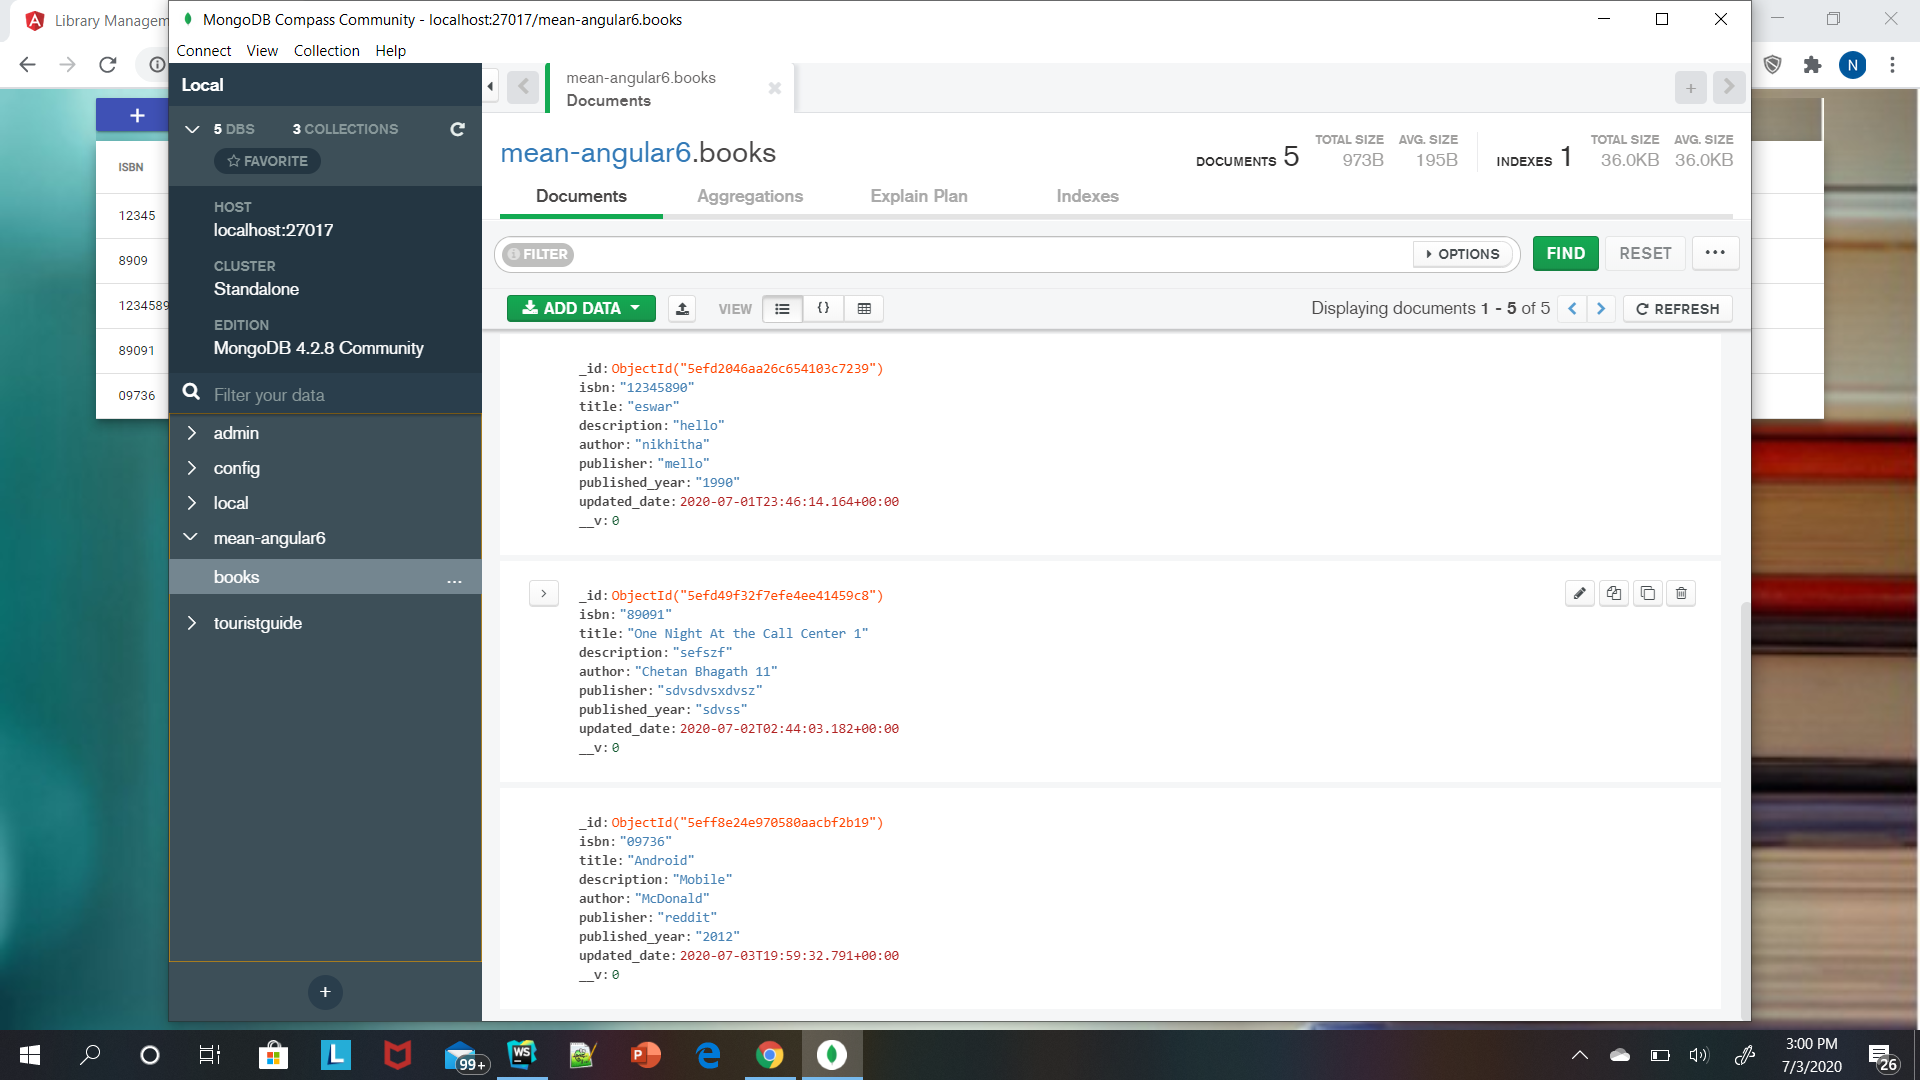 Library Managem
MongoDB Compass Community - localhost:27017/mean-angular6.books
Connect View Collection Help
N
Local
mean-angular6.books
Documents
5 DBS 3 COLLECTIONS
FAVORITE
mean-angular6.books
DOCUMENTS 5 TOTAL SIZE 973B AVG. SIZE 195B INDEXES 1 TOTAL SIZE 36.0KB AVG. SIZE 36.0KB
Documents Aggregations Explain Plan Indexes
ISBN
12345
8909
1234589
89091
09736
HOST
localhost:27017
CLUSTER
Standalone
EDITION
MongoDB 4.2.8 Community
Filter your data
admin
config
local
mean-angular6
books ...
touristguide
FILTER OPTIONS FIND RESET ...
ADD DATA VIEW {} Displaying documents 1 - 5 of 5 REFRESH
_id: ObjectId("5efd2046aa26c654103c7239")
isbn: "12345890"
title: "eswar"
description: "hello"
author: "nikhitha"
publisher: "mello"
published_year: "1990"
updated_date: 2020-07-01T23:46:14.164+00:00
__v: 0
_id: ObjectId("5efd49f32f7efe4ee41459c8")
isbn: "89091"
title: "One Night At the Call Center 1"
description: "sefszf"
author: "Chetan Bhagath 11"
publisher: "sdvsdvsxdvsz"
published_year: "sdvss"
updated_date: 2020-07-02T02:44:03.182+00:00
__v: 0
_id: ObjectId("5eff8e24e970580aacbf2b19")
isbn: "09736"
title: "Android"
description: "Mobile"
author: "McDonald"
publisher: "reddit"
published_year: "2012"
updated_date: 2020-07-03T19:59:32.791+00:00
__v: 0
L
99+
WS
P
3:00 PM
7/3/2020
26